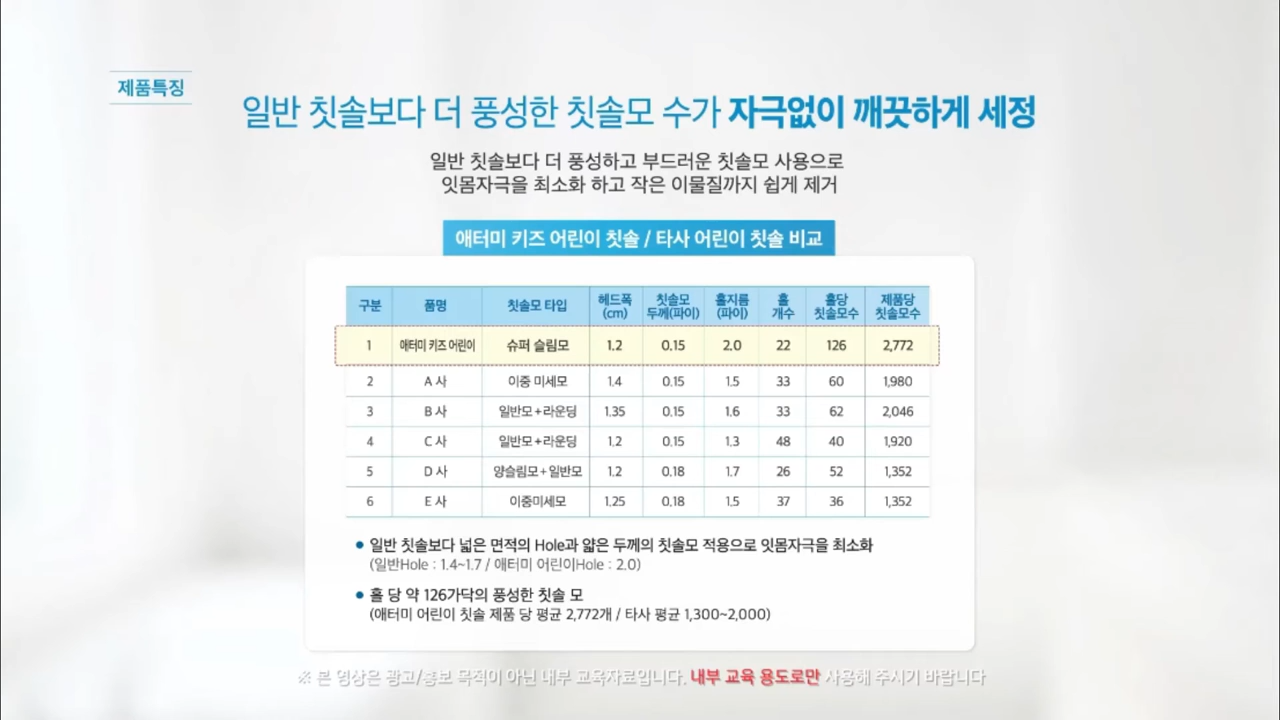 제품특징
일반 칫솔보다 더 풍성한 칫솔모 수가 자극없이 깨끗하게 세정
일반 칫솔보다 더 풍성하고 부드러운 칫솔모 사용으로
잇몸자극을 최소화 하고 작은 이물질까지 쉽게 제거
애터미 키즈 어린이 칫솔 / 타사 어린이 칫솔 비교
구분 품명 칫솔모 타입 헤드폭 (cm) 칫솔모 두께(파이) 홀지름 (파이) 홀 개수 홀당 칫솔모수 제품당 칫솔모수
1 애터미 키즈 어린이 슈퍼 슬림모 1.2 0.15 2.0 22 126 2,772
2 A 사 이중 미세모 1.4 0.15 1.5 33 60 1,980
3 B 사 일반모+라운딩 1.35 0.15 1.6 33 62 2,046
4 C 사 일반모+라운딩 1.2 0.15 1.3 48 40 1,920
5 D 사 양슬림모+일반모 1.2 0.18 1.7 26 52 1,352
6 E 사 이중미세모 1.25 0.18 1.5 37 36 1,352
● 일반 칫솔보다 넓은 면적의 Hole과 얇은 두께의 칫솔모 적용으로 잇몸자극을 최소화
(일반Hole : 1.4~1.7 / 애터미 어린이Hole : 2.0)
● 홀 당 약 126가닥의 풍성한 칫솔 모
(애터미 어린이 칫솔 제품 당 평균 2,772개 / 타사 평균 1,300~2,000)
※ 본 영상은 광고/홍보 목적이 아닌 내부 교육자료입니다. 내부 교육 용도로만 사용해 주시기 바랍니다